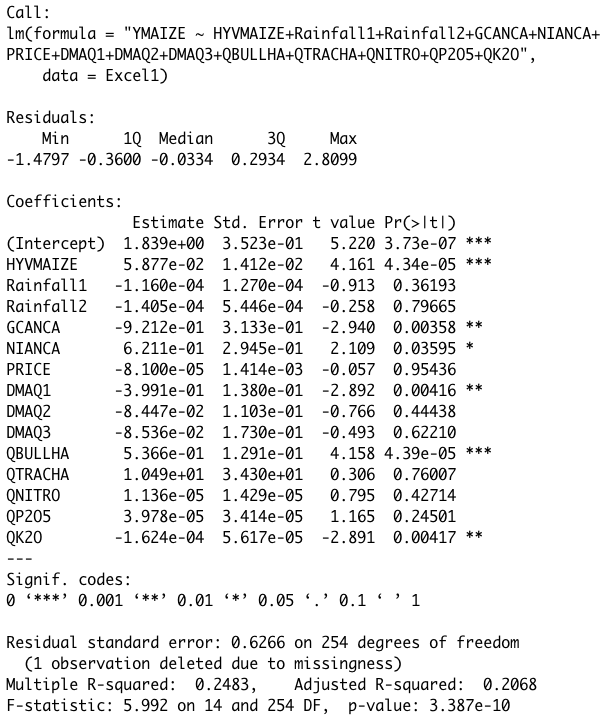 Call:
lm(formula = "YMAIZE ~ HYVMAIZE+Rainfall1+Rainfall2+GCANCA+NIANCA+
PRICE+DMAQ1+DMAQ2+DMAQ3+QBULLHA+QTRACHA+QNITRO+QP2O5+QK2O",
    data = Excel1)

Residuals:
    Min      1Q  Median      3Q     Max
-1.4797 -0.3600 -0.0334  0.2934  2.8099

Coefficients:
              Estimate Std. Error t value Pr(>|t|)
(Intercept)  1.839e+00  3.523e-01   5.220 3.73e-07 ***
HYVMAIZE     5.877e-02  1.412e-02   4.161 4.34e-05 ***
Rainfall1   -1.160e-04  1.270e-04  -0.913  0.36193
Rainfall2   -1.405e-04  5.446e-04  -0.258  0.79665
GCANCA      -9.212e-01  3.133e-01  -2.940  0.00358 **
NIANCA       6.211e-01  2.945e-01   2.109  0.03595 *
PRICE       -8.100e-05  1.414e-03  -0.057  0.95436
DMAQ1       -3.991e-01  1.380e-01  -2.892  0.00416 **
DMAQ2       -8.447e-02  1.103e-01  -0.766  0.44438
DMAQ3       -8.536e-02  1.730e-01  -0.493  0.62210
QBULLHA      5.366e-01  1.291e-01   4.158 4.39e-05 ***
QTRACHA      1.049e+01  3.430e+01   0.306  0.76007
QNITRO       1.136e-05  1.429e-05   0.795  0.42714
QP2O5        3.978e-05  3.414e-05   1.165  0.24501
QK2O        -1.624e-04  5.617e-05  -2.891  0.00417 **
---
Signif. codes:
0 ‘***’ 0.001 ‘**’ 0.01 ‘*’ 0.05 ‘.’ 0.1 ‘ ’ 1

Residual standard error: 0.6266 on 254 degrees of freedom
  (1 observation deleted due to missingness)
Multiple R-squared:  0.2483,    Adjusted R-squared:  0.2068
F-statistic: 5.992 on 14 and 254 DF,  p-value: 3.387e-10